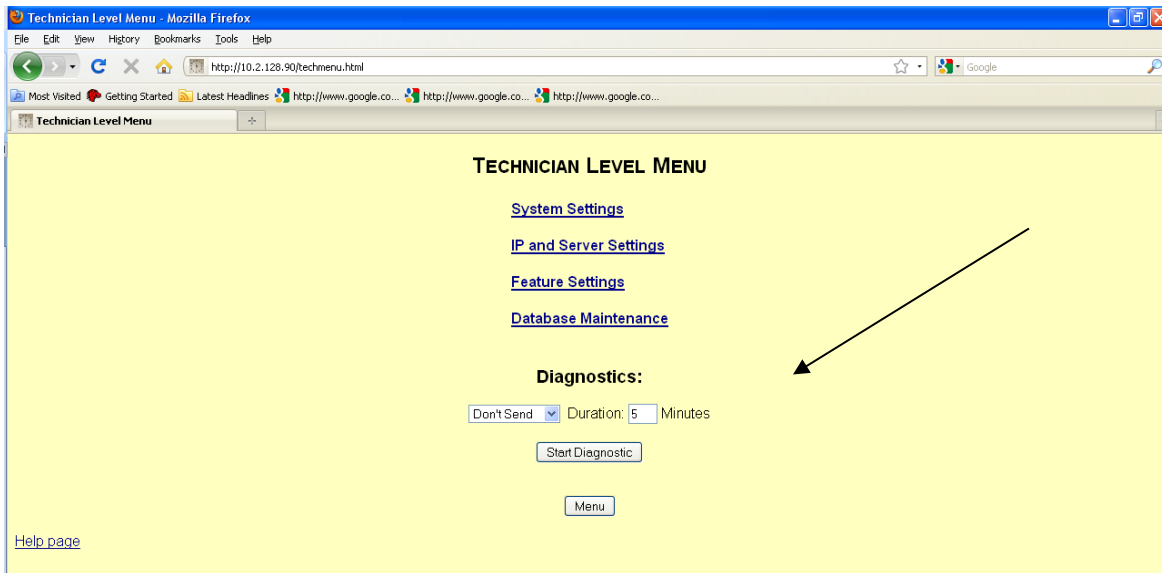 Technician Level Menu - Mozilla Firefox
File Edit View History Bookmarks Tools Help
http://10.2.128.90/techmenu.html
Google
Most Visited Getting Started Latest Headlines http://www.google.co... http://www.google.co... http://www.google.co...
Technician Level Menu
TECHNICIAN LEVEL MENU
System Settings
IP and Server Settings
Feature Settings
Database Maintenance
Diagnostics:
Don't Send Duration: 5 Minutes
Start Diagnostic
Menu
Help page